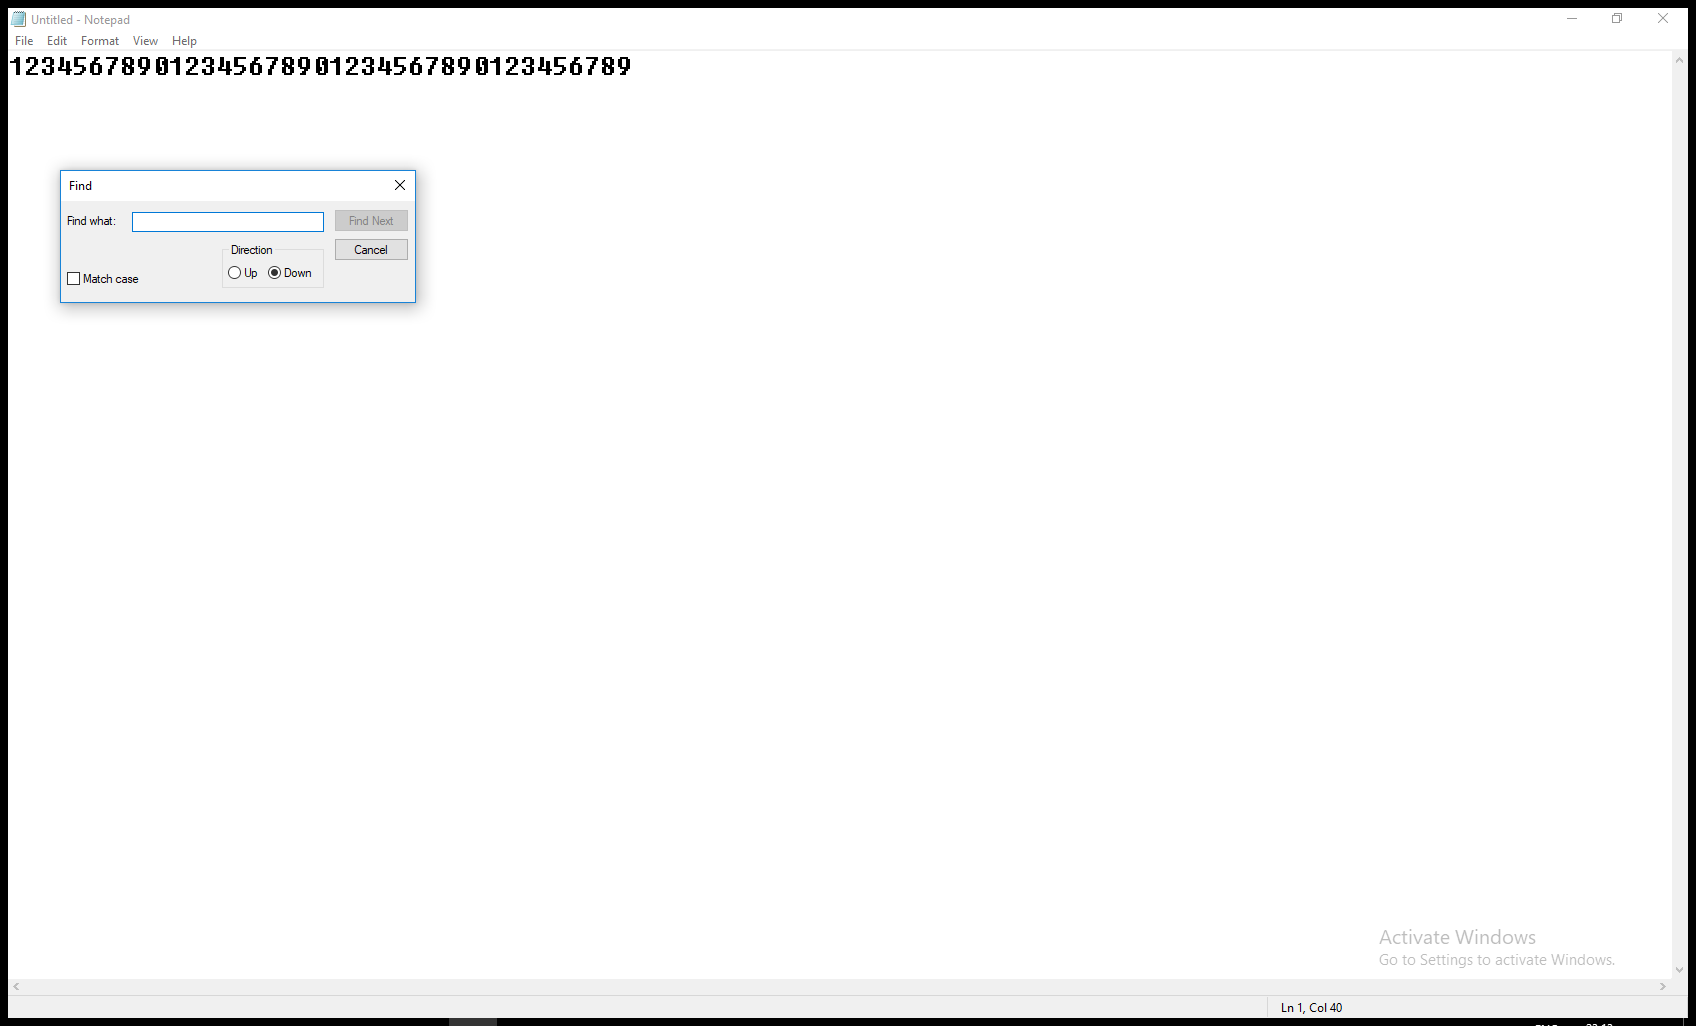 Untitled - Notepad
File Edit Format View Help
123456789012345678901234567890123456789
Find
Find what:
Find Next
Direction
Cancel
Up Down
Match case
Activate Windows
Go to Settings to activate Windows.
Ln 1, Col 40